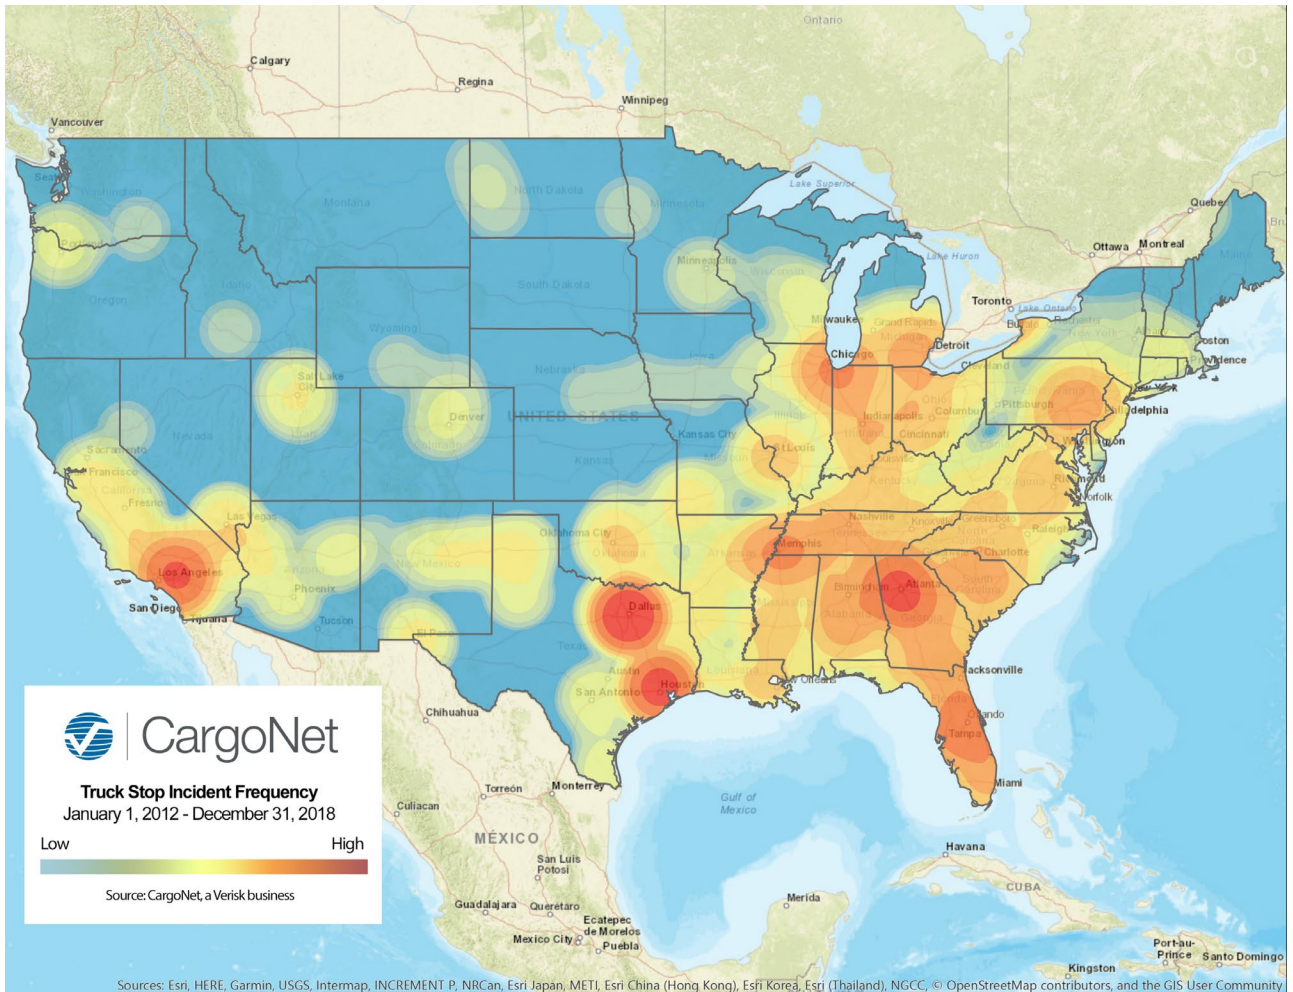 Ontario
Calgary
Regina
Winnipeg
Vancouver
Quebec
Lake Superior
Ottawa
Montreal
Washington
Montana
North Dakota
Minnesota
Maine
Lake Huron
Portland
Minneapolis
Wisconsin
Toronto
Lake Ontario
Oregon
Idaho
South Dakota
Milwaukee
Grand Rapids
Michigan
Buffalo
Rochester
Albany
Wyoming
Chicago
Detroit
Boston
Iowa
Cleveland
Providence
Nebraska
Salt Lake
City
Pennsylvania
New York
Denver
UNITED STATES
Illinois
Indianapolis
Ohio
Columbus
Pittsburgh
Philadelphia
Nevada
Indiana
Cincinnati
Kansas City
St Louis
Washington
Sacramento
Missouri
Francisco
Kansas
Louisville
California
Kentucky
Virginia
Richmond
Fresno
Norfolk
Las Vegas
Nashville
Knoxville
Greensboro
Oklahoma City
Tennessee
Raleigh
Memphis
Carolina
Oklahoma
Arkansas
Charlotte
New Mexico
Los Angeles
Arizona
Phoenix
Birmingham
Atlanta
South
Carolina
San Diego
Dallas
Mississippi
Alabama
Georgia
Tijuana
Tucson
El Paso
Texas
Austin
Louisiana
Jacksonville
Houston
San Antonio
New Orleans
Florida
Chihuahua
Orlando
Tampa
CargoNet
Truck Stop Incident Frequency
January 1, 2012 - December 31, 2018
Low
High
Source: CargoNet, a Verisk business
Torreón
Monterrey
Miami
Culiacan
Gulf of
Mexico
MÉXICO
Havana
San Luis
Potosi
CUBA
Merida
Guadalajara
Queretaro
Ecatepec
de Morelos
Mexico City
Puebla
Port-au-
Prince
Santo Domingo
Kingston
Sources: Esri, HERE, Garmin, USGS, Intermap, INCREMENT P, NRCan, Esri Japan, METI, Esri China (Hong Kong), Esri Korea, Esri (Thailand), NGCC, © OpenStreetMap contributors, and the GIS User Community